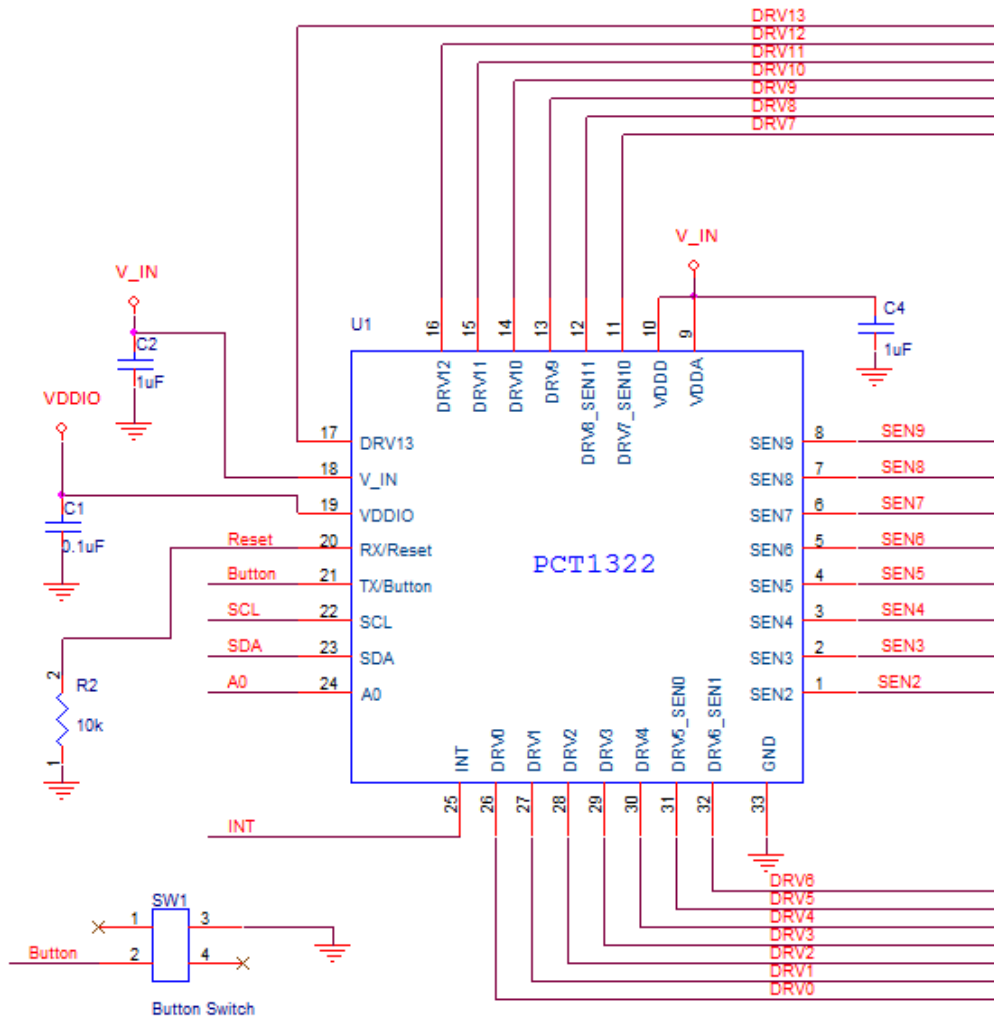 DRV13
DRV12
DRV11
DRV10
DRV9
DRV8
DRV7
V_IN
V_IN
U1
16
15
14
13
12
11
10
9
C4
1uF
C2
1uF
DRV12
DRV11
DRV10
DRV9
DRV8_SEN11
DRV7_SEN10
VDDD
VDDA
VDDIO
17
DRV13
SEN9
8
SEN9
18
V_IN
SEN8
7
SEN8
C1
0.1uF
19
VDDIO
SEN7
6
SEN7
Reset
20
RX/Reset
SEN6
5
SEN6
PCT1322
Button
21
TX/Button
SEN5
4
SEN5
SCL
22
SCL
SEN4
3
SEN4
SDA
23
SDA
SEN3
2
SEN3
A0
24
A0
SEN2
1
SEN2
2
R2
10k
1
INT
DRV0
DRV1
DRV2
DRV3
DRV4
DRV5_SEN0
DRV6_SEN1
GND
25
26
27
28
29
30
31
32
33
INT
DRV6
DRV5
DRV4
DRV3
DRV2
DRV1
DRV0
SW1
1
3
Button
2
4
Button Switch